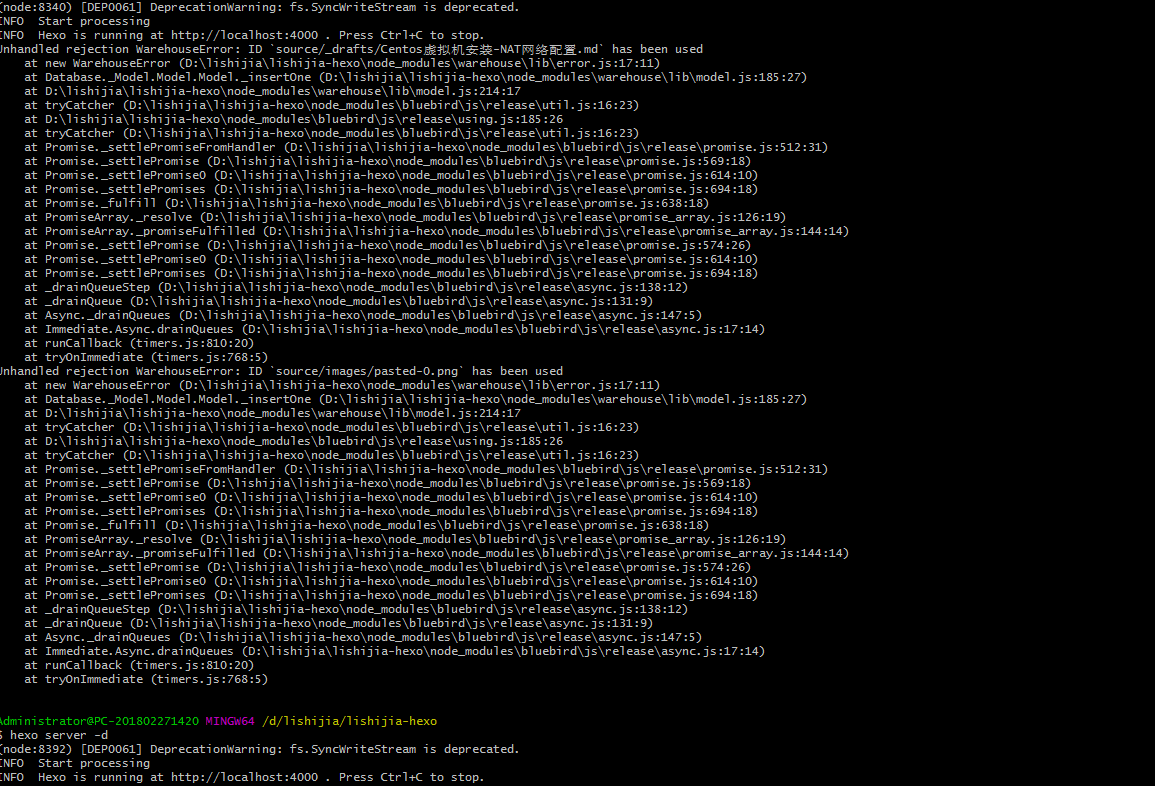 (node:8340) [DEP0061] DeprecationWarning: fs.SyncWriteStream is deprecated.
INFO  Start processing
INFO  Hexo is running at http://localhost:4000 . Press Ctrl+C to stop.
Unhandled rejection WarehouseError: ID `source/_drafts/Centos虚拟机安装-NAT网络配置.md` has been used
    at new WarehouseError (D:\lishijia\lishijia-hexo\node_modules\warehouse\lib\error.js:17:11)
    at Database._Model.Model.Model._insertOne (D:\lishijia\lishijia-hexo\node_modules\warehouse\lib\model.js:185:27)
    at D:\lishijia\lishijia-hexo\node_modules\warehouse\lib\model.js:214:17
    at tryCatcher (D:\lishijia\lishijia-hexo\node_modules\bluebird\js\release\util.js:16:23)
    at D:\lishijia\lishijia-hexo\node_modules\bluebird\js\release\using.js:185:26
    at tryCatcher (D:\lishijia\lishijia-hexo\node_modules\bluebird\js\release\util.js:16:23)
    at Promise._settlePromiseFromHandler (D:\lishijia\lishijia-hexo\node_modules\bluebird\js\release\promise.js:512:31)
    at Promise._settlePromise (D:\lishijia\lishijia-hexo\node_modules\bluebird\js\release\promise.js:569:18)
    at Promise._settlePromise0 (D:\lishijia\lishijia-hexo\node_modules\bluebird\js\release\promise.js:614:10)
    at Promise._settlePromises (D:\lishijia\lishijia-hexo\node_modules\bluebird\js\release\promise.js:694:18)
    at Promise._fulfill (D:\lishijia\lishijia-hexo\node_modules\bluebird\js\release\promise.js:638:18)
    at PromiseArray._resolve (D:\lishijia\lishijia-hexo\node_modules\bluebird\js\release\promise_array.js:126:19)
    at PromiseArray._promiseFulfilled (D:\lishijia\lishijia-hexo\node_modules\bluebird\js\release\promise_array.js:144:14)
    at Promise._settlePromise (D:\lishijia\lishijia-hexo\node_modules\bluebird\js\release\promise.js:574:26)
    at Promise._settlePromise0 (D:\lishijia\lishijia-hexo\node_modules\bluebird\js\release\promise.js:614:10)
    at Promise._settlePromises (D:\lishijia\lishijia-hexo\node_modules\bluebird\js\release\promise.js:694:18)
    at _drainQueueStep (D:\lishijia\lishijia-hexo\node_modules\bluebird\js\release\async.js:138:12)
    at _drainQueue (D:\lishijia\lishijia-hexo\node_modules\bluebird\js\release\async.js:131:9)
    at Async._drainQueues (D:\lishijia\lishijia-hexo\node_modules\bluebird\js\release\async.js:147:5)
    at Immediate.Async.drainQueues (D:\lishijia\lishijia-hexo\node_modules\bluebird\js\release\async.js:17:14)
    at runCallback (timers.js:810:20)
    at tryOnImmediate (timers.js:768:5)
Unhandled rejection WarehouseError: ID `source/images/pasted-0.png` has been used
    at new WarehouseError (D:\lishijia\lishijia-hexo\node_modules\warehouse\lib\error.js:17:11)
    at Database._Model.Model.Model._insertOne (D:\lishijia\lishijia-hexo\node_modules\warehouse\lib\model.js:185:27)
    at D:\lishijia\lishijia-hexo\node_modules\warehouse\lib\model.js:214:17
    at tryCatcher (D:\lishijia\lishijia-hexo\node_modules\bluebird\js\release\util.js:16:23)
    at D:\lishijia\lishijia-hexo\node_modules\bluebird\js\release\using.js:185:26
    at tryCatcher (D:\lishijia\lishijia-hexo\node_modules\bluebird\js\release\util.js:16:23)
    at Promise._settlePromiseFromHandler (D:\lishijia\lishijia-hexo\node_modules\bluebird\js\release\promise.js:512:31)
    at Promise._settlePromise (D:\lishijia\lishijia-hexo\node_modules\bluebird\js\release\promise.js:569:18)
    at Promise._settlePromise0 (D:\lishijia\lishijia-hexo\node_modules\bluebird\js\release\promise.js:614:10)
    at Promise._settlePromises (D:\lishijia\lishijia-hexo\node_modules\bluebird\js\release\promise.js:694:18)
    at Promise._fulfill (D:\lishijia\lishijia-hexo\node_modules\bluebird\js\release\promise.js:638:18)
    at PromiseArray._resolve (D:\lishijia\lishijia-hexo\node_modules\bluebird\js\release\promise_array.js:126:19)
    at PromiseArray._promiseFulfilled (D:\lishijia\lishijia-hexo\node_modules\bluebird\js\release\promise_array.js:144:14)
    at Promise._settlePromise (D:\lishijia\lishijia-hexo\node_modules\bluebird\js\release\promise.js:574:26)
    at Promise._settlePromise0 (D:\lishijia\lishijia-hexo\node_modules\bluebird\js\release\promise.js:614:10)
    at Promise._settlePromises (D:\lishijia\lishijia-hexo\node_modules\bluebird\js\release\promise.js:694:18)
    at _drainQueueStep (D:\lishijia\lishijia-hexo\node_modules\bluebird\js\release\async.js:138:12)
    at _drainQueue (D:\lishijia\lishijia-hexo\node_modules\bluebird\js\release\async.js:131:9)
    at Async._drainQueues (D:\lishijia\lishijia-hexo\node_modules\bluebird\js\release\async.js:147:5)
    at Immediate.Async.drainQueues (D:\lishijia\lishijia-hexo\node_modules\bluebird\js\release\async.js:17:14)
    at runCallback (timers.js:810:20)
    at tryOnImmediate (timers.js:768:5)
Administrator@PC-201802271420 MINGW64 /d/lishijia/lishijia-hexo
$ hexo server -d
(node:8392) [DEP0061] DeprecationWarning: fs.SyncWriteStream is deprecated.
INFO  Start processing
INFO  Hexo is running at http://localhost:4000 . Press Ctrl+C to stop.